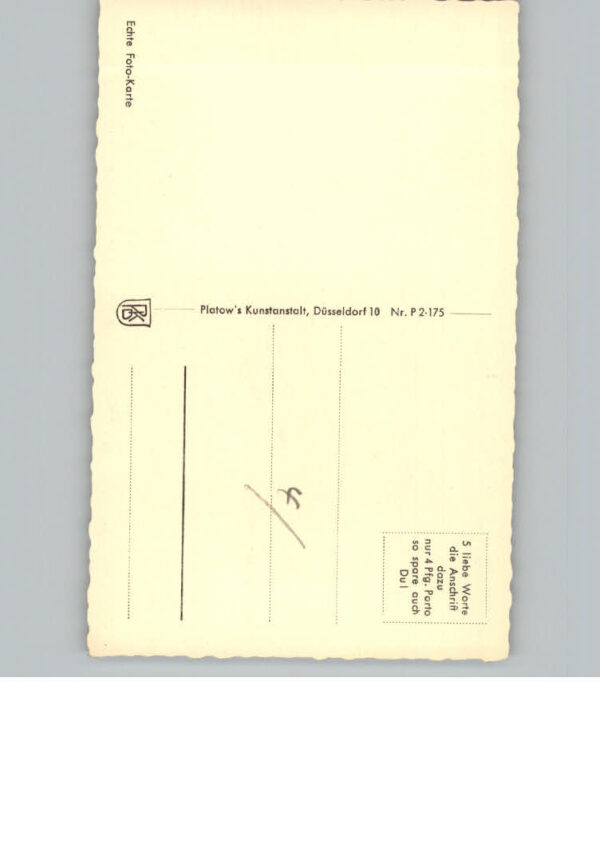 Echte Foto-Karte
Platow's Kunstanstalt, Düsseldorf 10 Nr. P 2-175
5 liebe Worte
die Anschrift
dazu
nur 4 Pfg. Porto
so spare auch
Du!